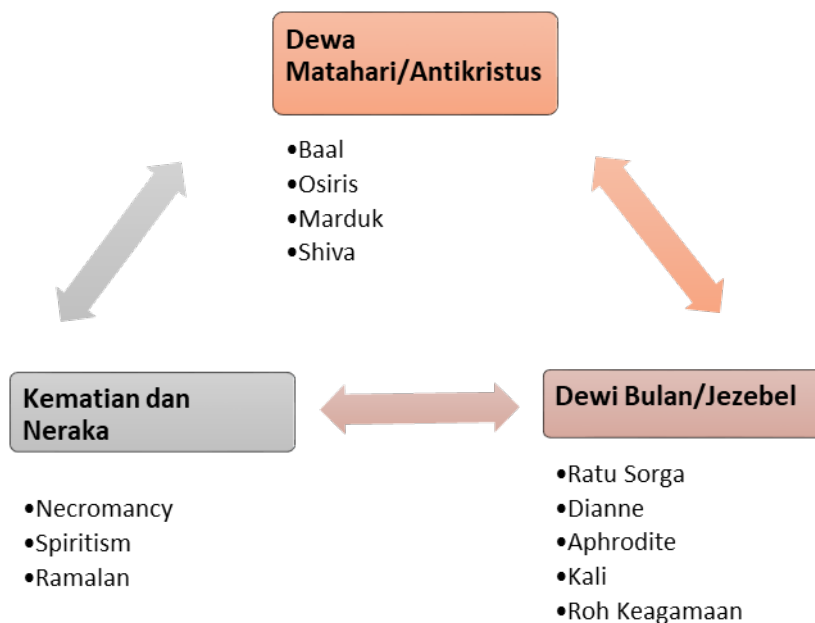 Dewa
Matahari/Antikristus
•Baal
•Osiris
•Marduk
•Shiva
Kematian dan
Neraka
•Necromancy
•Spiritism
•Ramalan
Dewi Bulan/Jezebel
•Ratu Sorga
•Dianne
•Aphrodite
•Kali
•Roh Keagamaan